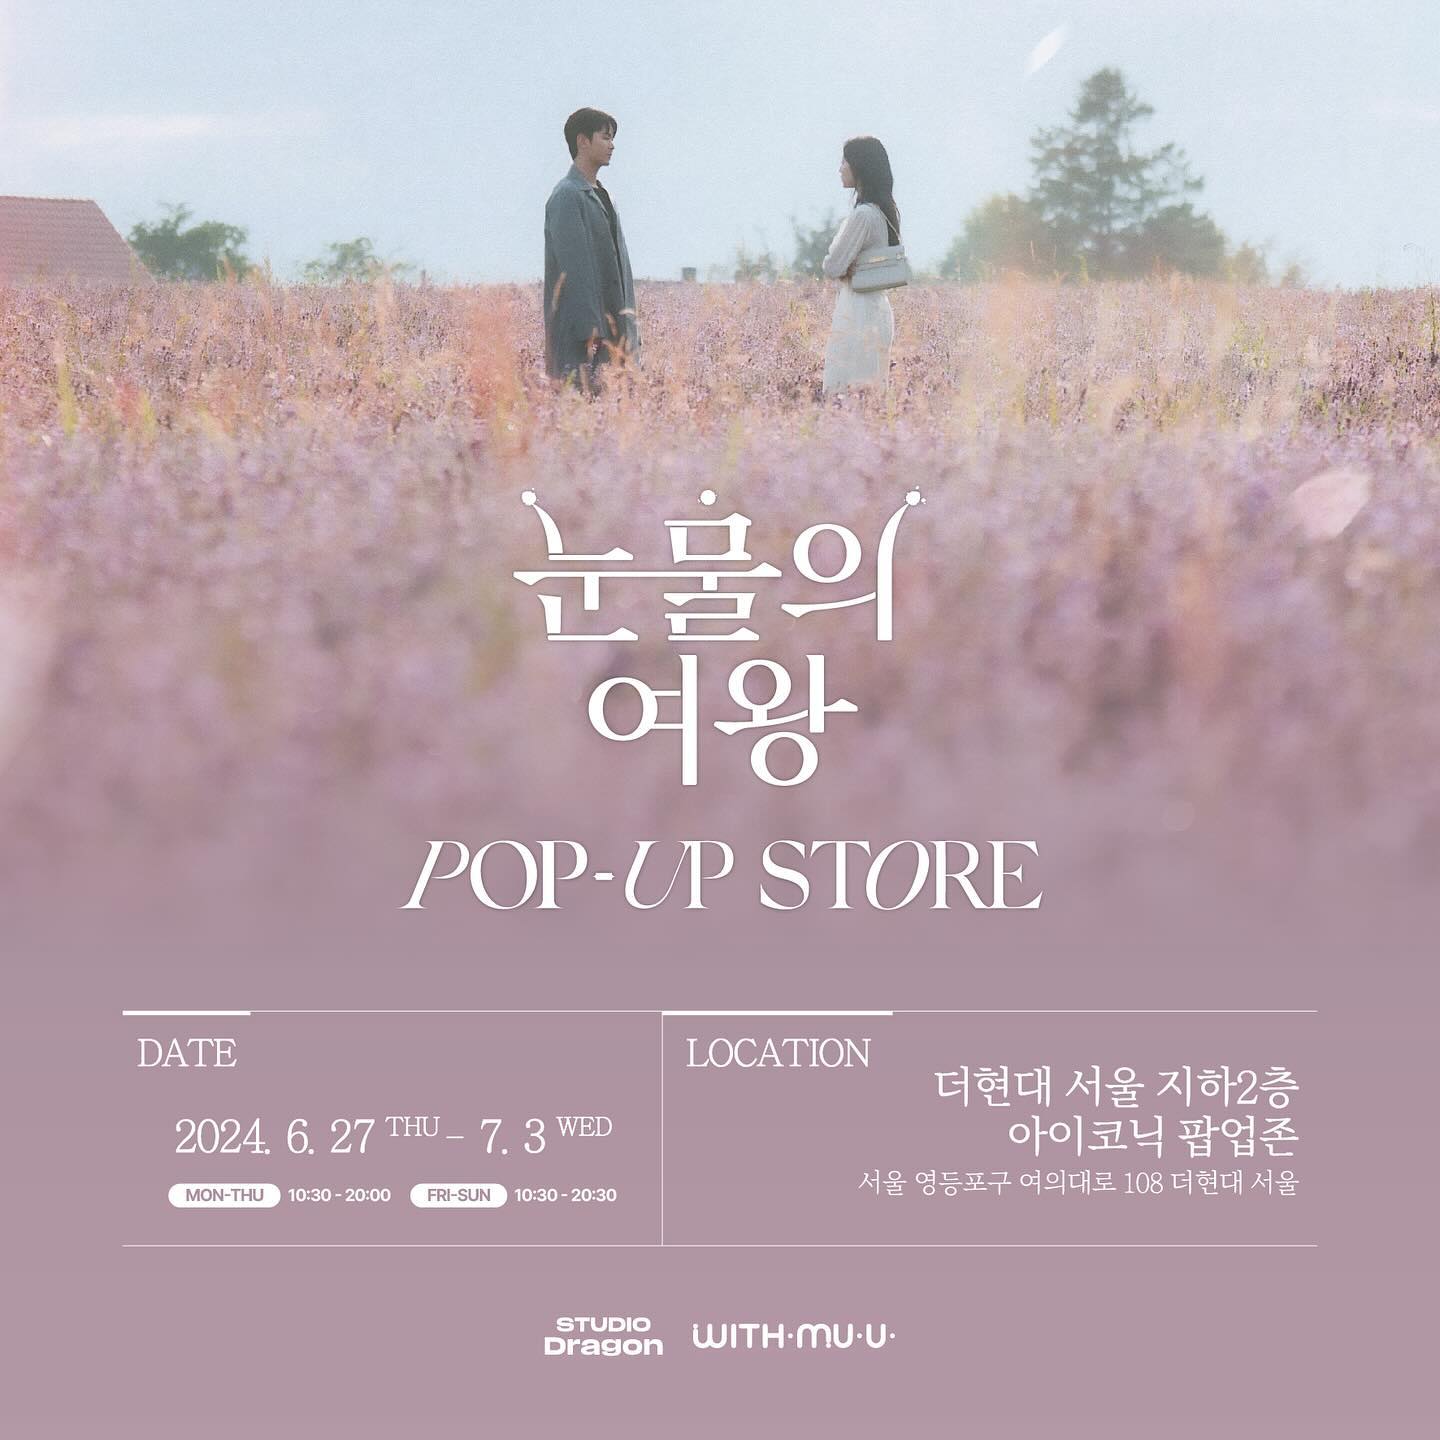 눈물의
여왕
POP-UP STORE
DATE
2024. 6. 27 THU - 7. 3 WED
MON-THU 10:30 - 20:00 FRI-SUN 10:30 - 20:30
LOCATION
더현대 서울 지하2층
아이코닉 팝업존
서울 영등포구 여의대로 108 더현대 서울
STUDIO
Dragon
WITH·MU·U·